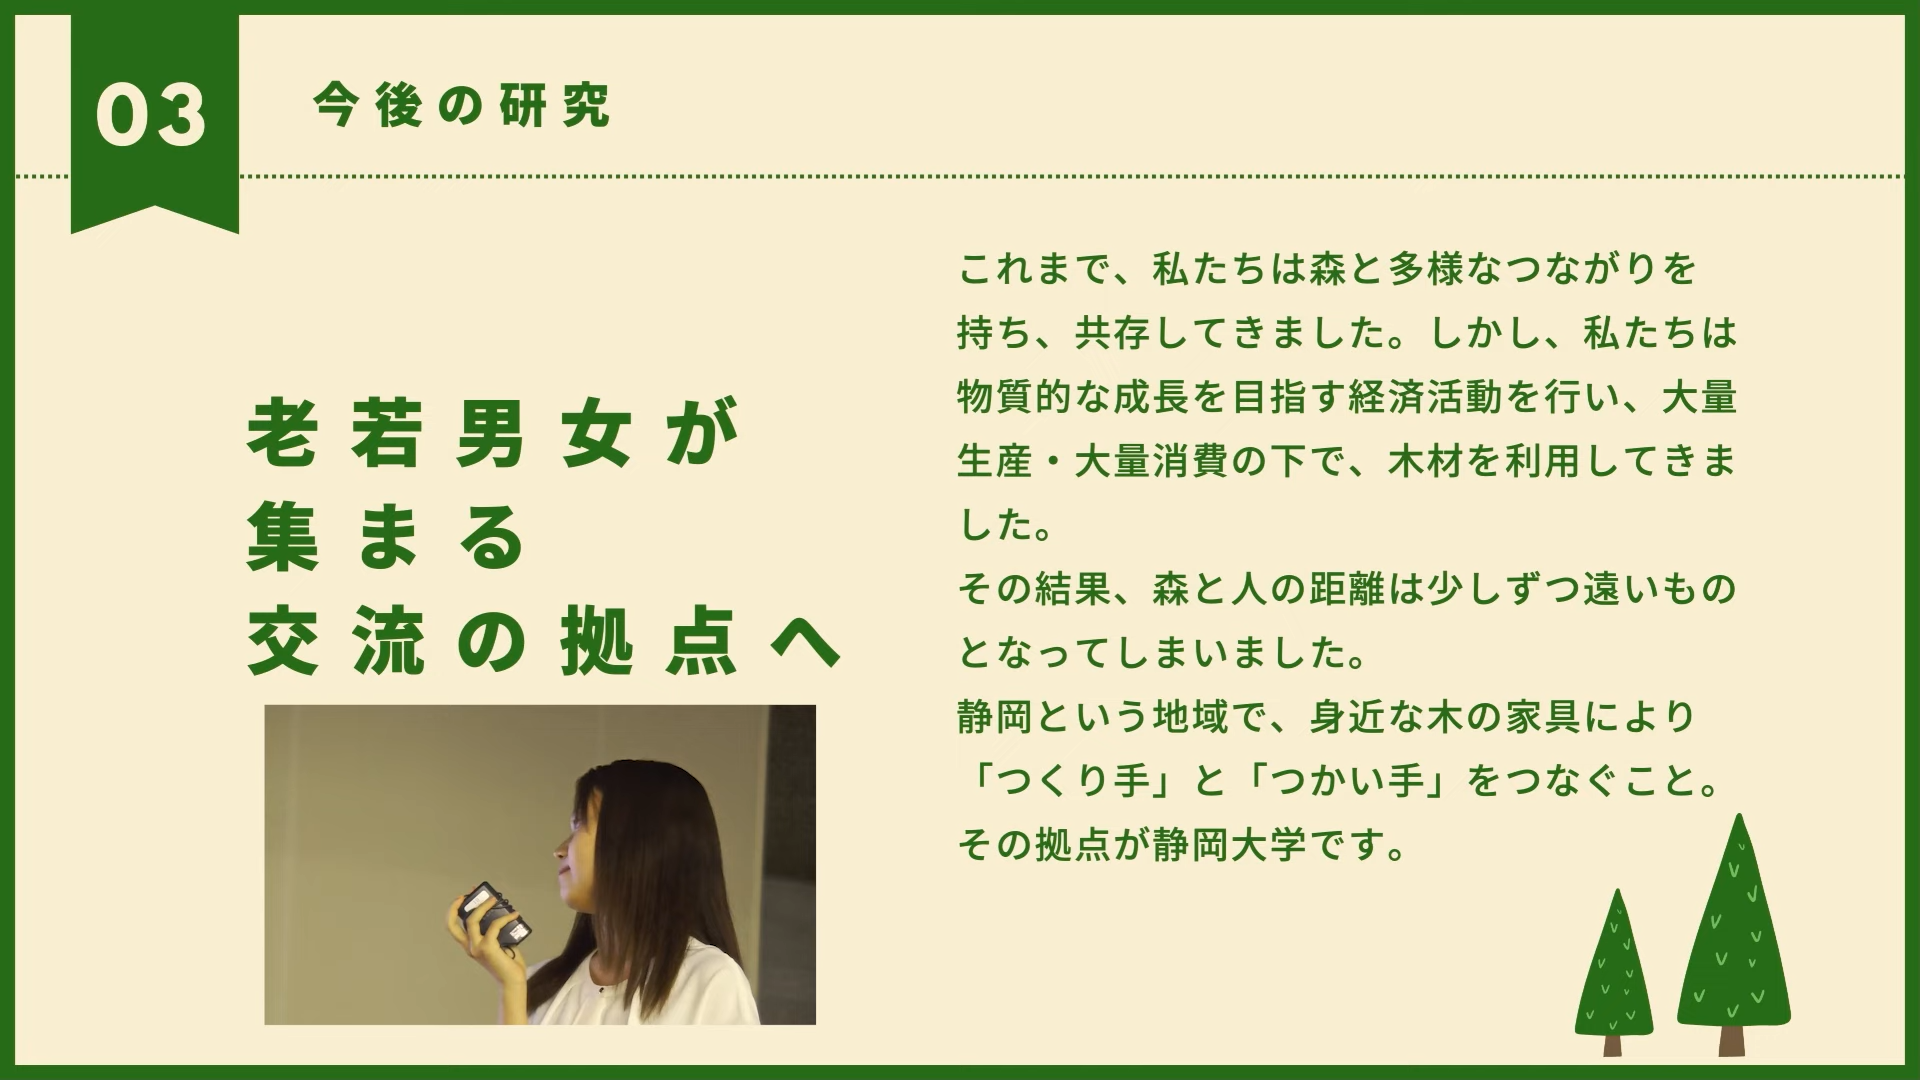 03
今後の研究
老若男女が
集まる
交流の拠点へ
これまで、私たちは森と多様なつながりを
持ち、共存してきました。しかし、私たちは
物質的な成長を目指す経済活動を行い、大量
生産・大量消費の下で、木材を利用してきま
した。
その結果、森と人の距離は少しずつ遠いもの
となってしまいました。
静岡という地域で、身近な木の家具により
「つくり手」と「つかい手」をつなぐこと。
その拠点が静岡大学です。